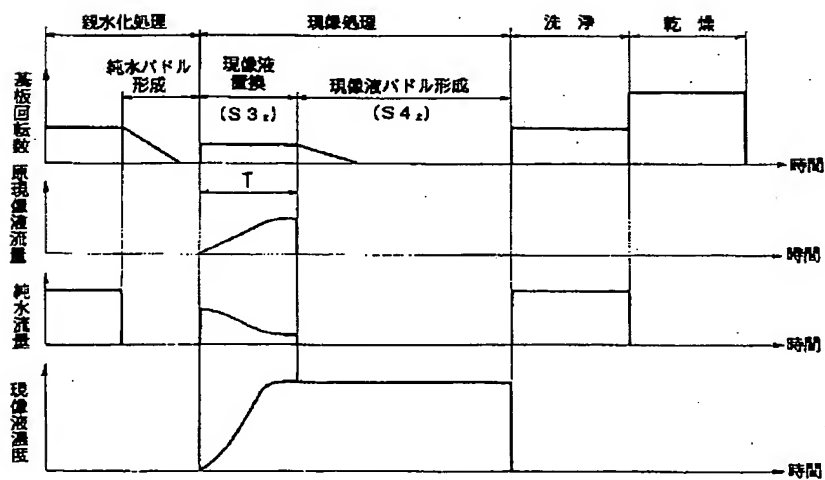 親水化処理
現像処理
洗浄
乾燥
純水パドル
形成
現像液
置換
(S3₂)
現像液パドル形成
(S4₂)
基板回転数
時間
T
原現像液流量
時間
純水流量
時間
現像液濃度
時間